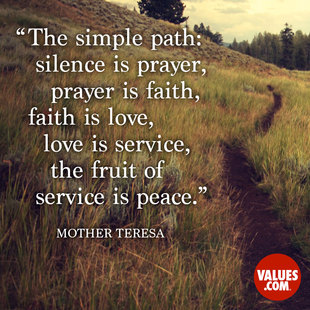 “The simple path:
silence is prayer,
prayer is faith,
faith is love,
love is service,
the fruit of
service is peace.”
MOTHER TERESA
VALUES
.COM®